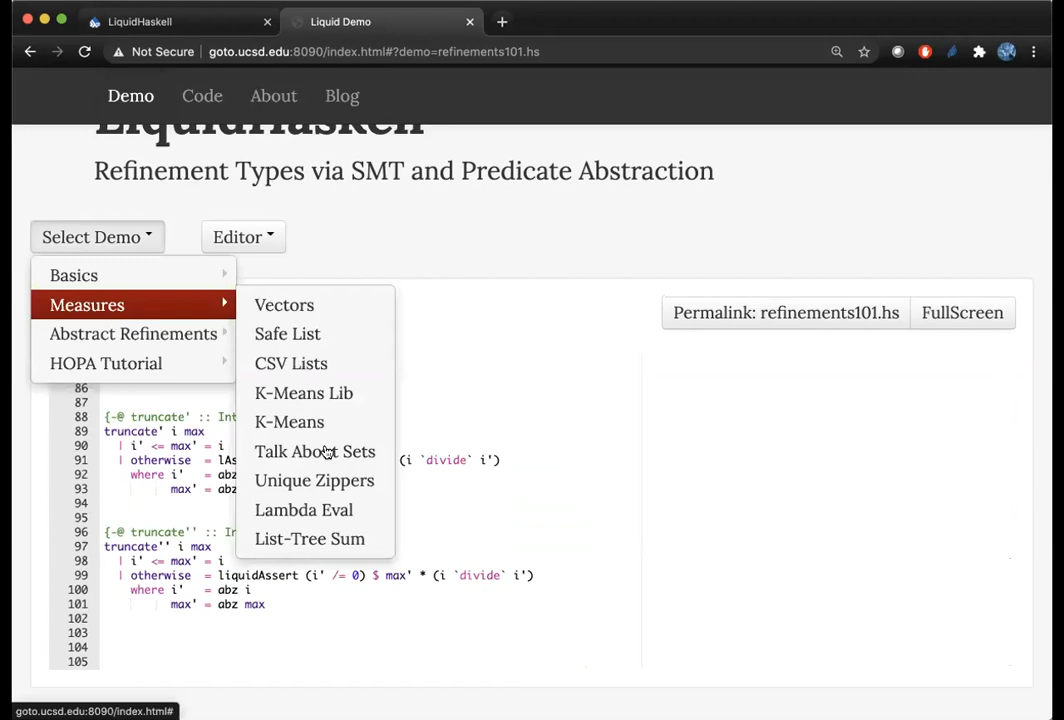 LiquidHaskell
Liquid Demo
Not Secure
goto.ucsd.edu:8090/index.html#?demo=refinements101.hs
Demo
Code
About
Blog
LiquidHaskell
Refinement Types via SMT and Predicate Abstraction
Select Demo
Editor
Basics
Measures
Abstract Refinements
HOPA Tutorial
Vectors
Safe List
CSV Lists
K-Means Lib
K-Means
Talk About Sets
Unique Zippers
Lambda Eval
List-Tree Sum
Permalink: refinements101.hs
FullScreen
86
87
88 {-@ truncate' :: Int
89 truncate' i max
90 | i' <= max' = i
91 | otherwise = lAs (i `divide` i')
92 where i' = abz
93 max' = abz
94
95
96 {-@ truncate'' :: In
97 truncate'' i max
98 | i' <= max' = i
99 | otherwise = liquidAssert (i' /= 0) $ max' * (i `divide` i')
100 where i' = abz i
101 max' = abz max
102
103
104
105
goto.ucsd.edu:8090/index.html#